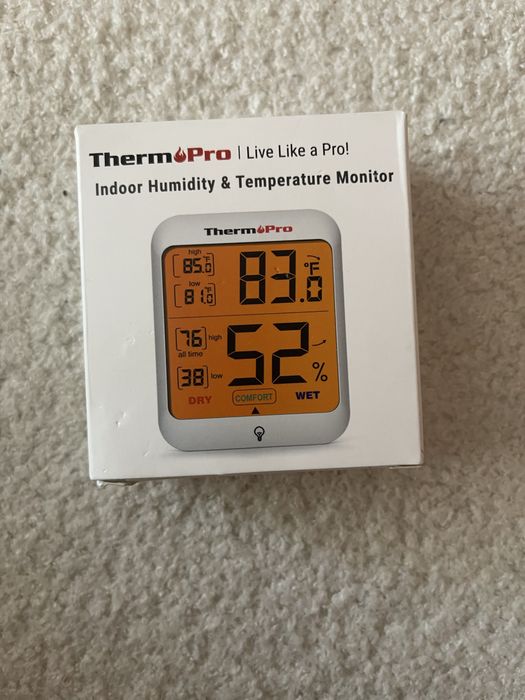 ThermoPro | Live Like a Pro!
Indoor Humidity & Temperature Monitor
ThermoPro
high
85.0 °F
83.0 °F
low
81.0 °F
76 high
all time
52 %
38 low
DRY COMFORT WET